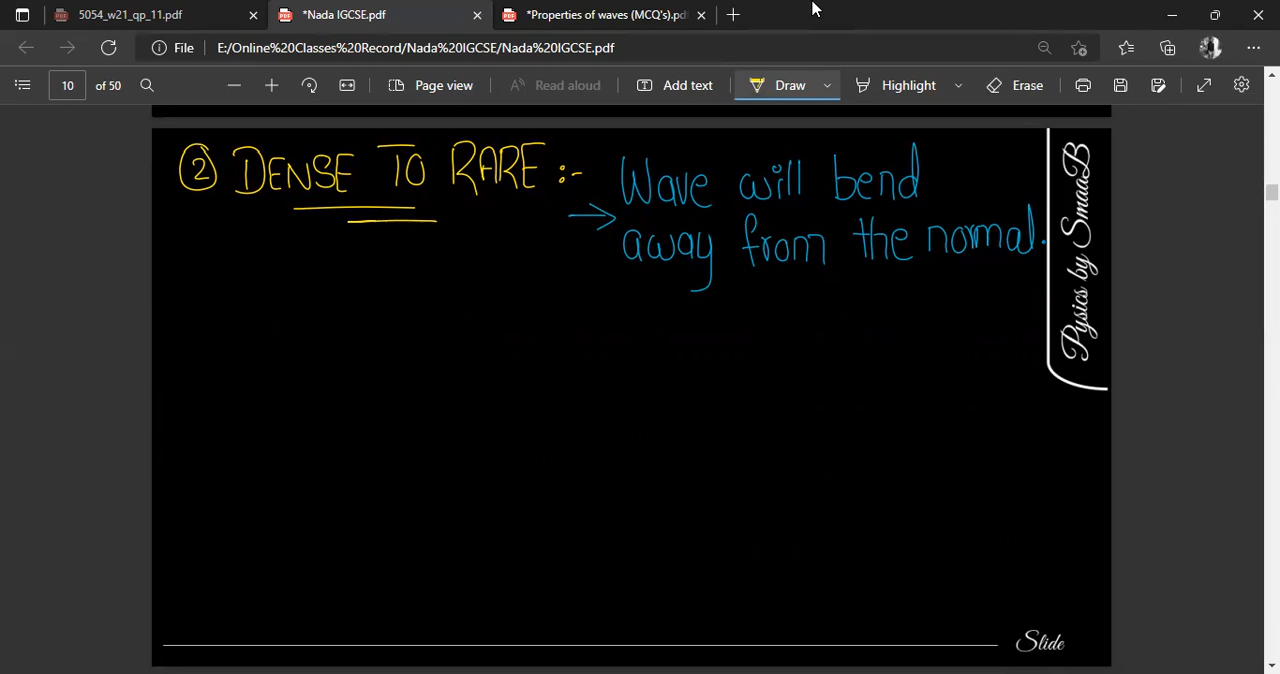 5054_w21_qp_11.pdf
*Nada IGCSE.pdf
*Properties of waves (MCQ's).pd
File
E:/Online%20Classes%20Record/Nada%20IGCSE/Nada%20IGCSE.pdf
10 of 50
Page view
Read aloud
Add text
Draw
Highlight
Erase
② DENSE TO RARE :-
→ Wave will bend
away from the normal.
Pysics by SmaaB
Slide